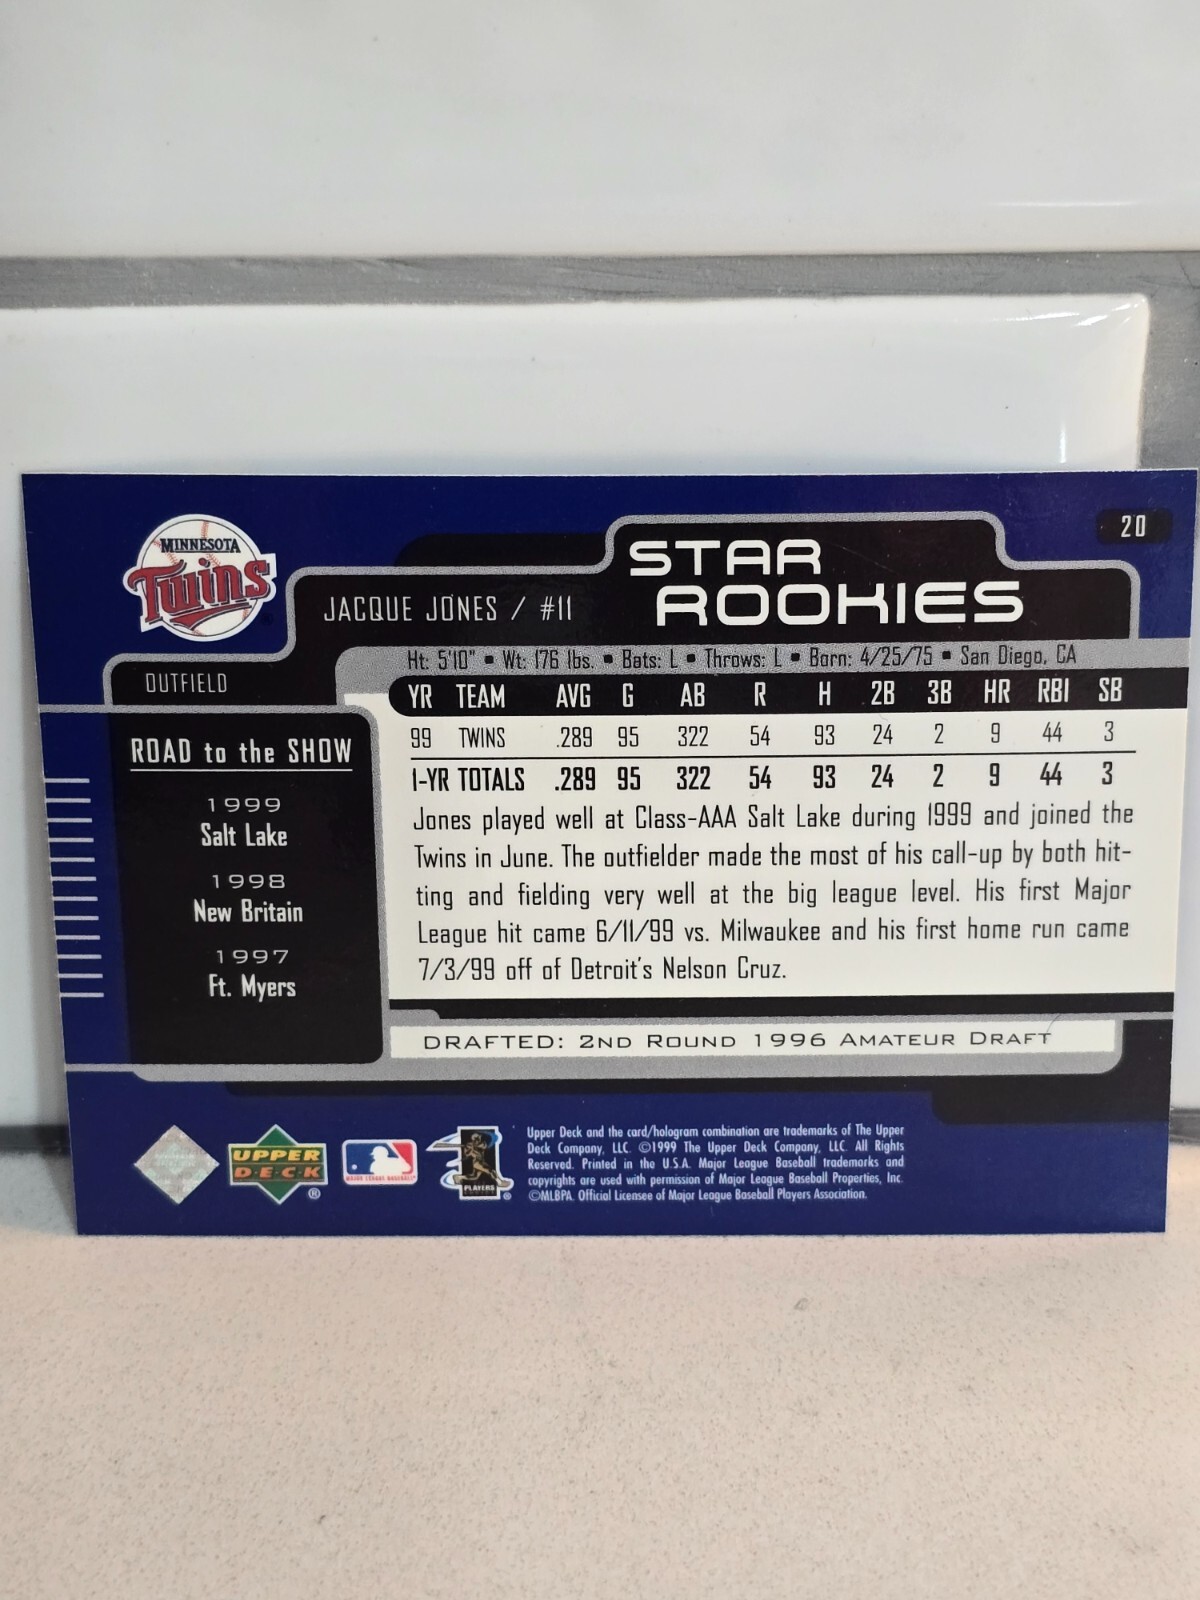 20
MINNESOTA
Twins
STAR
ROOKIES
JACQUE JONES / #11
Ht: 5'10" ▪ Wt: 176 lbs. ▪ Bats: L ▪ Throws: L ▪ Born: 4/25/75 ▪ San Diego, CA
OUTFIELD
YR TEAM AVG G AB R H 2B 3B HR RBI SB
99 TWINS .289 95 322 54 93 24 2 9 44 3
1-YR TOTALS .289 95 322 54 93 24 2 9 44 3
ROAD to the SHOW
1999
Salt Lake
1998
New Britain
1997
Ft. Myers
Jones played well at Class-AAA Salt Lake during 1999 and joined the
Twins in June. The outfielder made the most of his call-up by both hit-
ting and fielding very well at the big league level. His first Major
League hit came 6/11/99 vs. Milwaukee and his first home run came
7/3/99 off of Detroit's Nelson Cruz.
DRAFTED: 2ND ROUND 1996 AMATEUR DRAFT
UPPER
DECK
®
MAJOR LEAGUE BASEBALL
PLAYERS
Upper Deck and the card/hologram combination are trademarks of The Upper
Deck Company, LLC. ©1999 The Upper Deck Company, LLC. All Rights
Reserved. Printed in the U.S.A. Major League Baseball trademarks and
copyrights are used with permission of Major League Baseball Properties, Inc.
©MLBPA. Official Licensee of Major League Baseball Players Association.